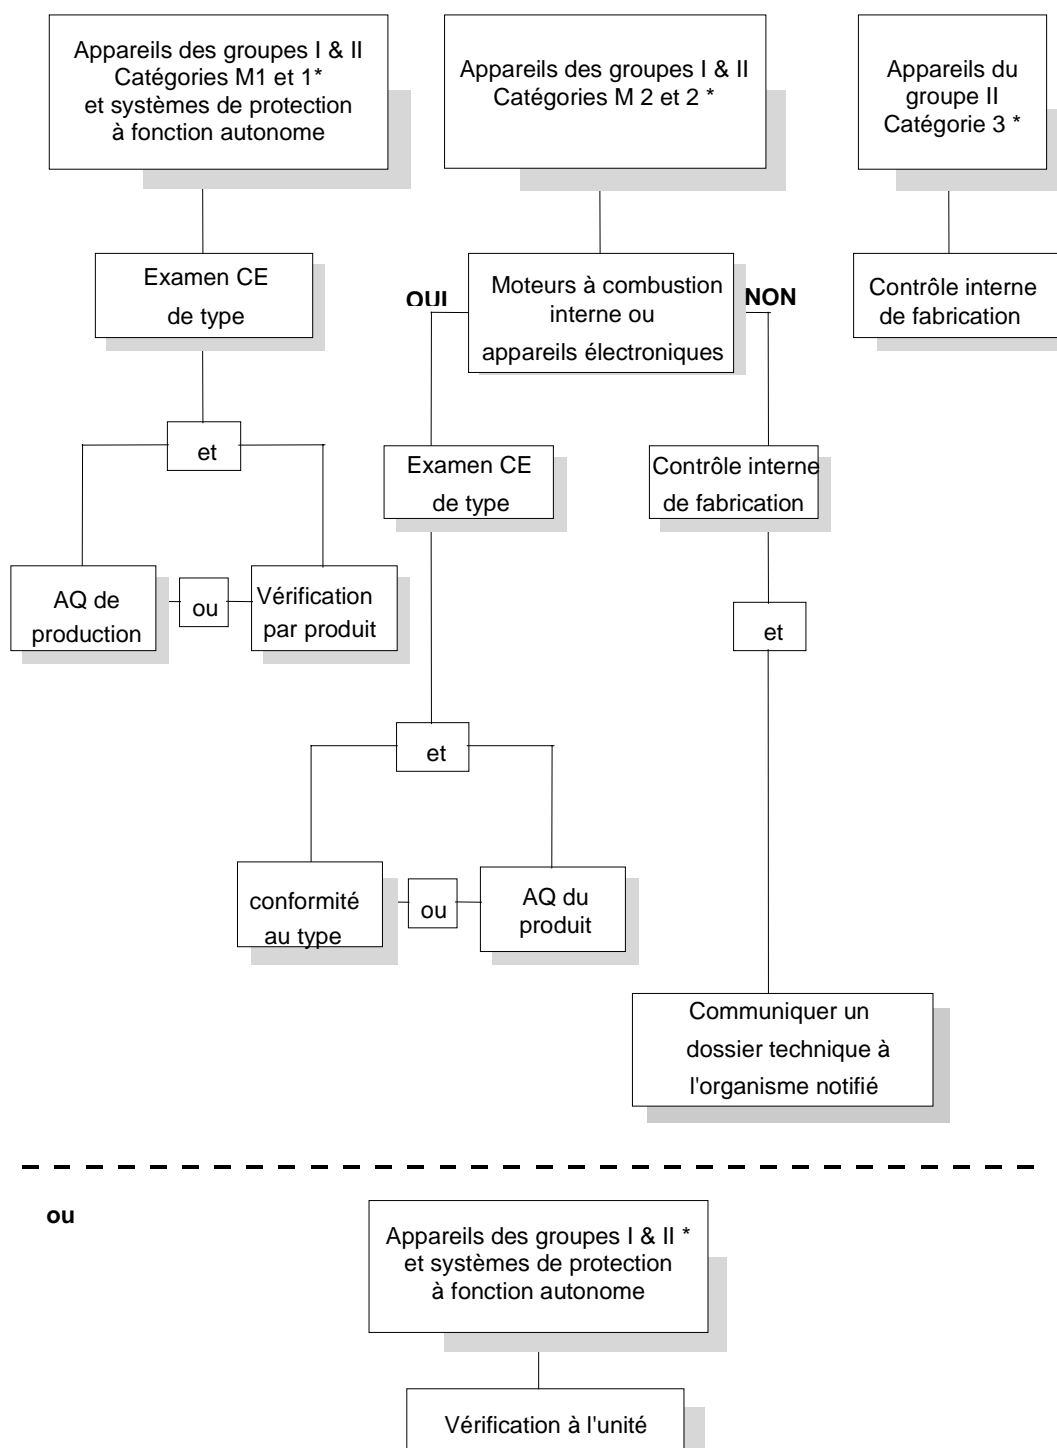 Appareils des groupes I & II
Catégories M1 et 1*
et systèmes de protection
à fonction autonome
Appareils des groupes I & II
Catégories M 2 et 2 *
Appareils du
groupe II
Catégorie 3 *
Examen CE
de type
OUI
Moteurs à combustion
interne ou
appareils électroniques
NON
Contrôle interne
de fabrication
et
Examen CE
de type
Contrôle interne
de fabrication
AQ de
production
ou
Vérification
par produit
et
et
conformité
au type
ou
AQ du
produit
Communiquer un
dossier technique à
l'organisme notifié
ou
Appareils des groupes I & II *
et systèmes de protection
à fonction autonome
Vérification à l'unité